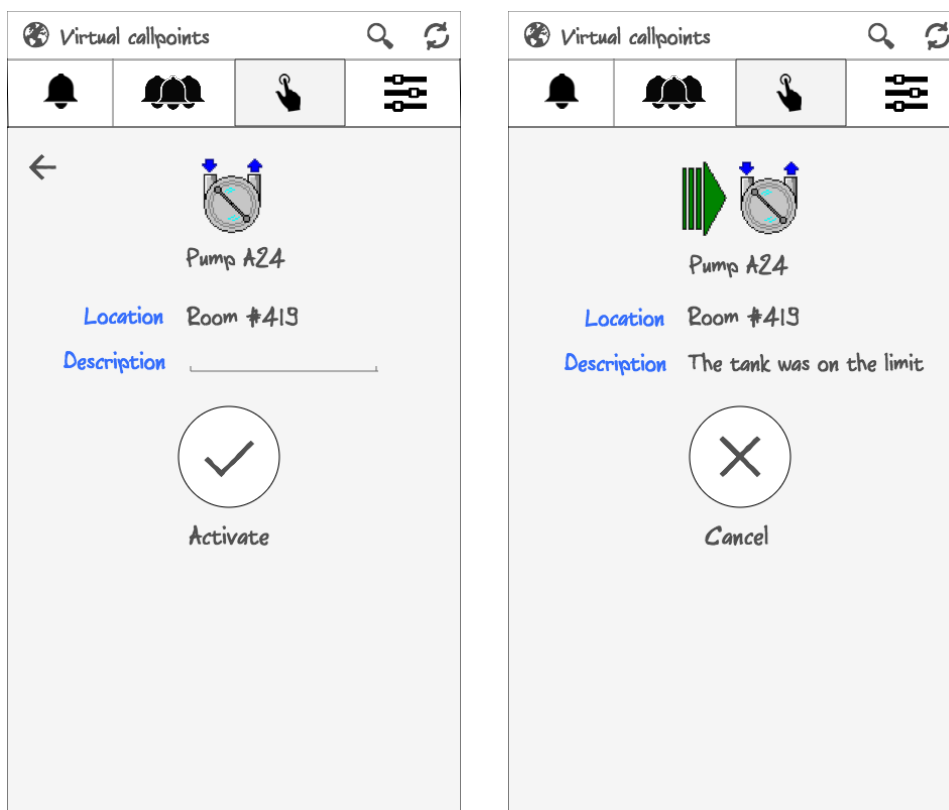 Virtual callpoints
Pump A24
Location Room #419
Description
Activate
Virtual callpoints
Pump A24
Location Room #419
Description The tank was on the limit
Cancel